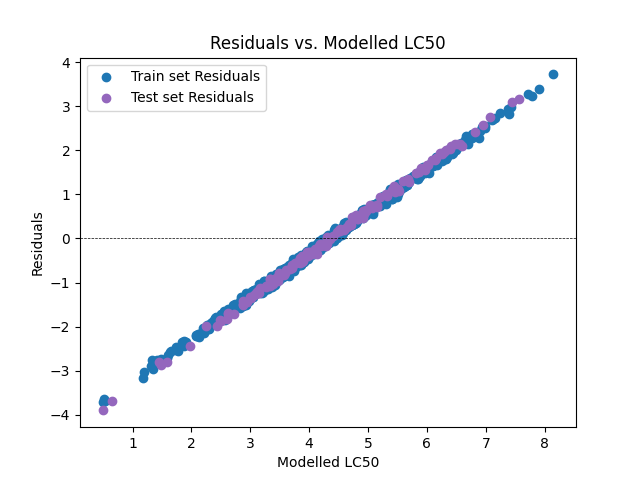 Residuals vs. Modelled LC50
Train set Residuals
Test set Residuals
4
3
2
1
0
−1
−2
−3
−4
Residuals
1 2 3 4 5 6 7 8
Modelled LC50